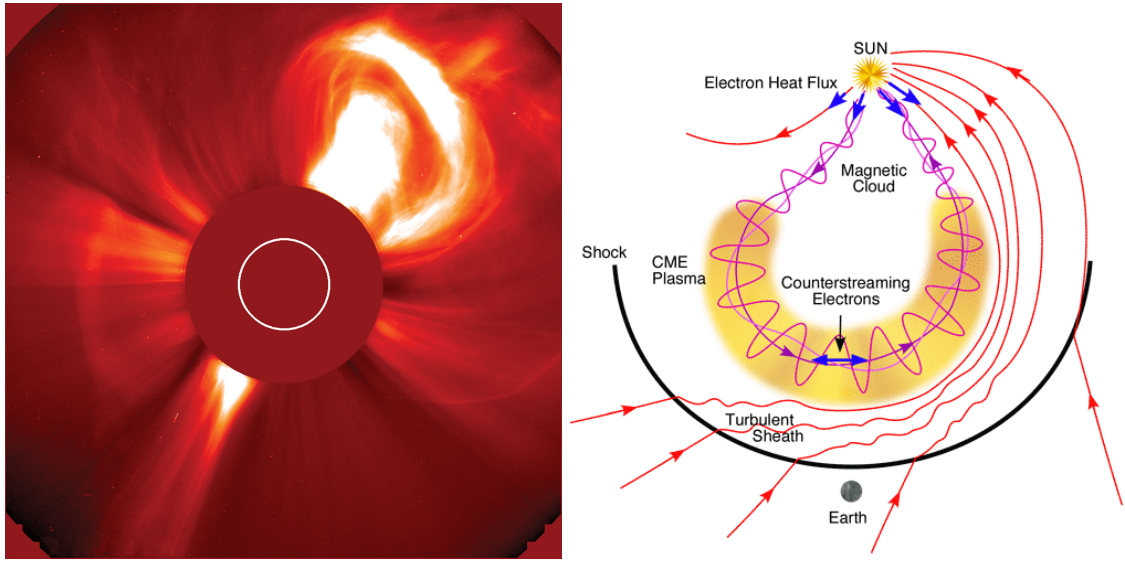 SUN
Electron Heat Flux
Magnetic
Cloud
Shock
CME
Plasma
Counterstreaming
Electrons
Turbulent
Sheath
Earth